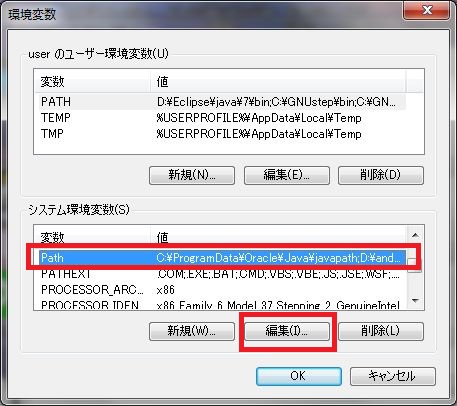 環境変数
user のユーザー環境変数(U)
変数 値
PATH D:¥Eclipse¥java¥7¥bin;C:¥GNUstep¥bin;C:¥GN...
TEMP %USERPROFILE%¥AppData¥Local¥Temp
TMP %USERPROFILE%¥AppData¥Local¥Temp
新規(N)... 編集(E)... 削除(D)
システム環境変数(S)
変数 値
Path C:¥ProgramData¥Oracle¥Java¥javapath;D:¥and...
PATHEXT .COM;.EXE;.BAT;.CMD;.VBS;.VBE;.JS;.JSE;.WSF;...
PROCESSOR_ARC... x86
PROCESSOR_IDEN... x86 Family 6 Model 37 Stepping 2, GenuineIntel
新規(W)... 編集(I)... 削除(L)
OK キャンセル